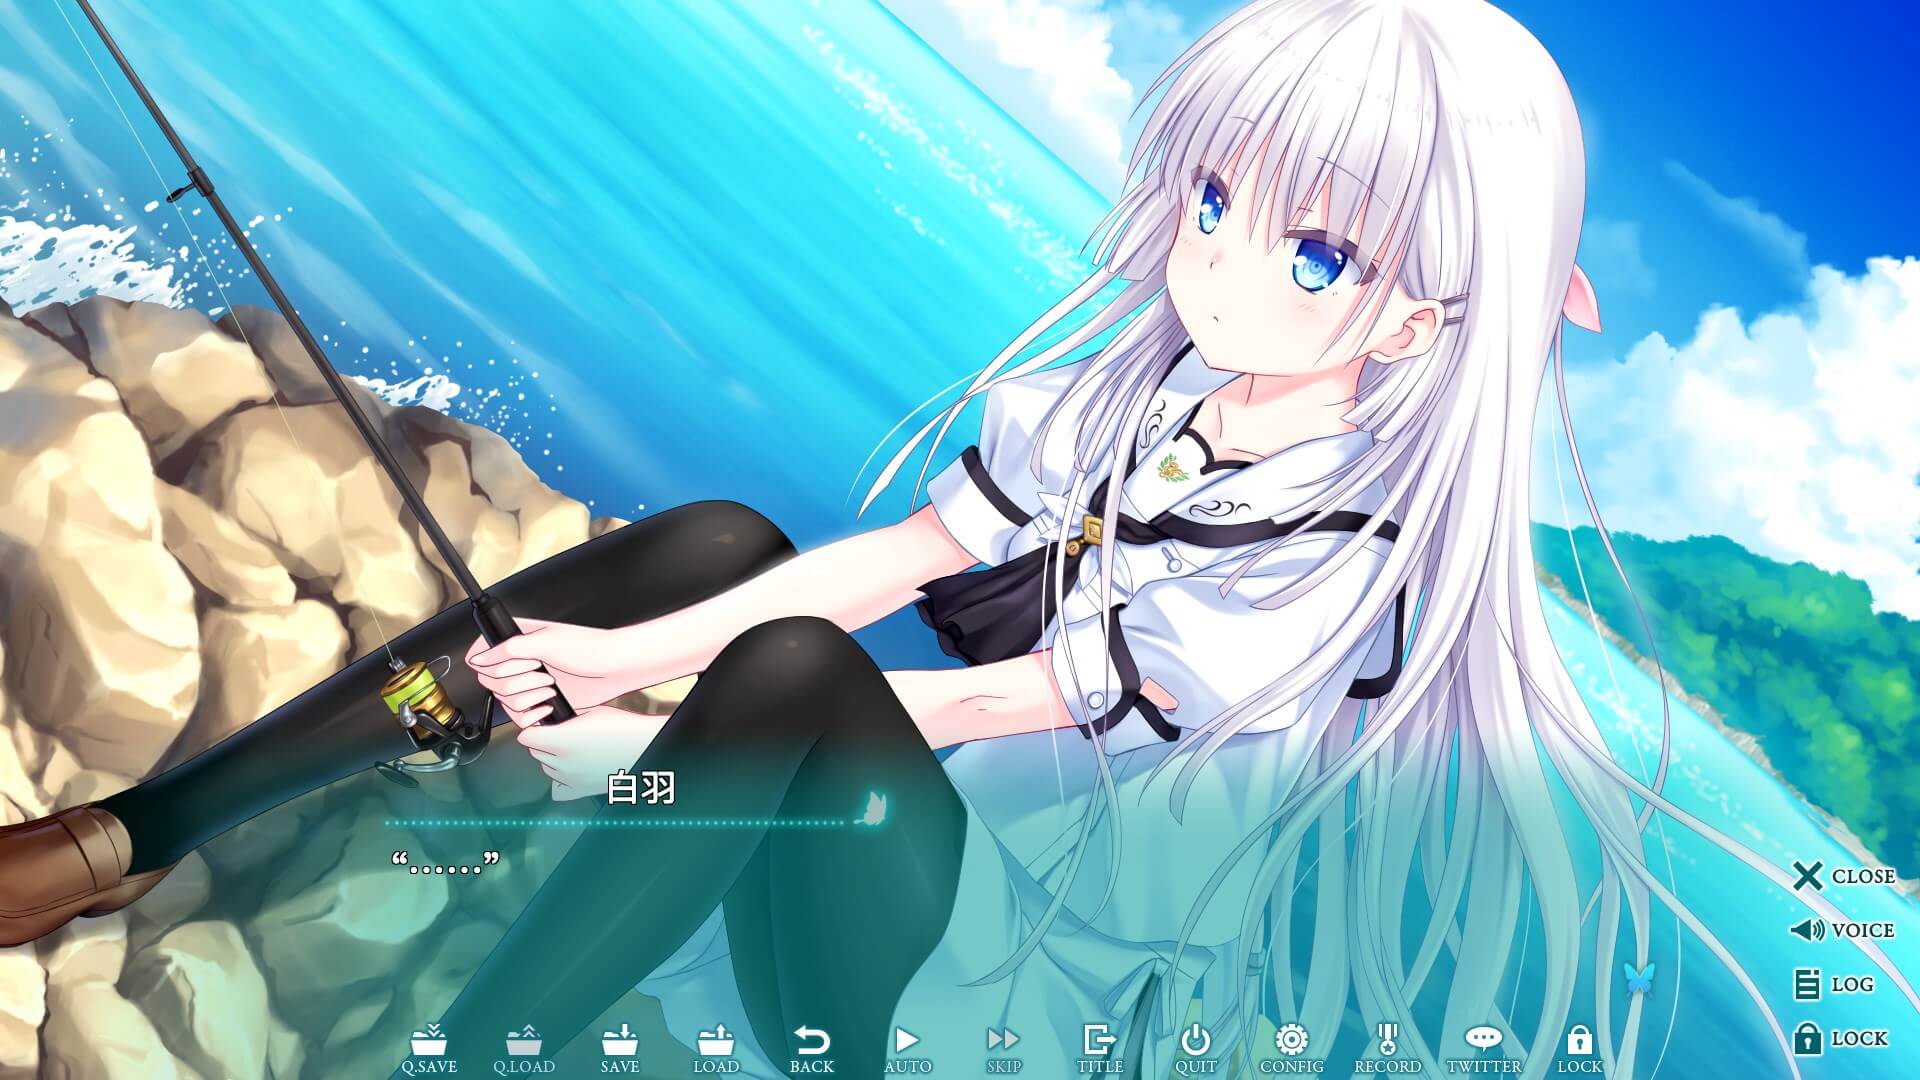 白羽
“……”
CLOSE
VOICE
LOG
LOCK
Q.SAVE Q.LOAD SAVE LOAD BACK AUTO SKIP TITLE QUIT CONFIG RECORD TWITTER LOCK